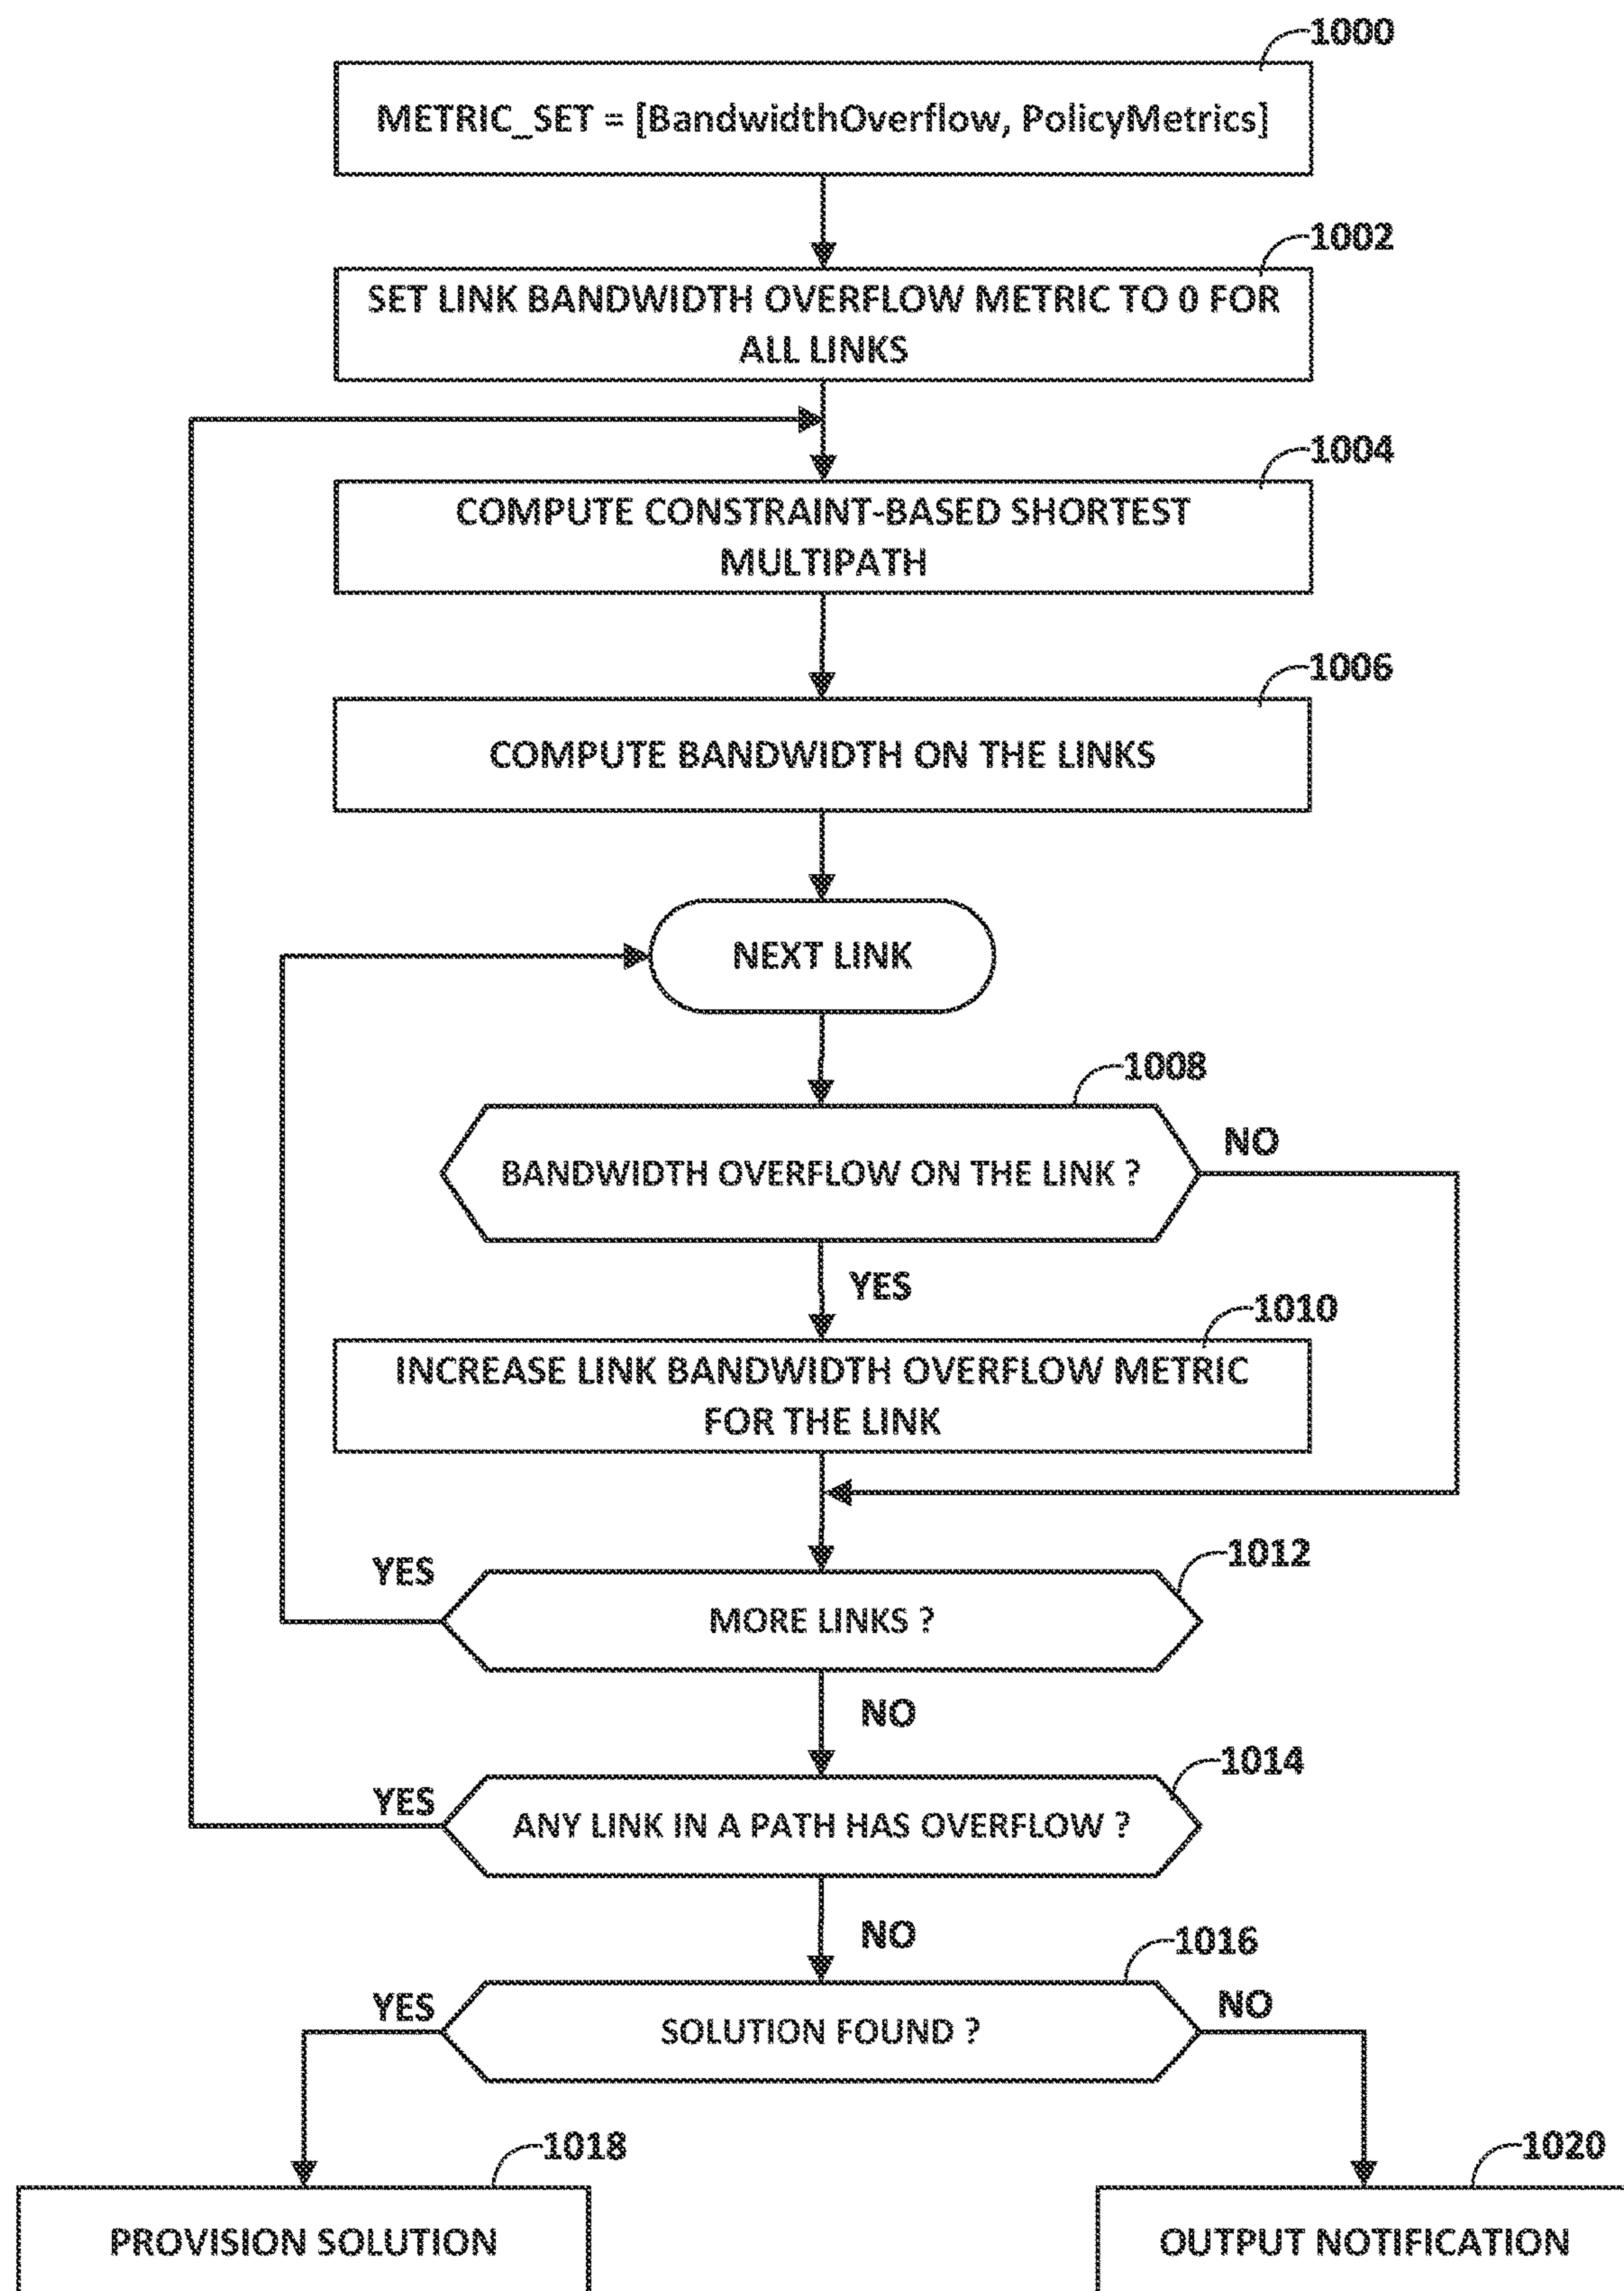 1000
METRIC_SET = [BandwidthOverflow, PolicyMetrics]
1002
SET LINK BANDWIDTH OVERFLOW METRIC TO 0 FOR
ALL LINKS
1004
COMPUTE CONSTRAINT-BASED SHORTEST
MULTIPATH
1006
COMPUTE BANDWIDTH ON THE LINKS
NEXT LINK
1008
NO
BANDWIDTH OVERFLOW ON THE LINK ?
YES
1010
INCREASE LINK BANDWIDTH OVERFLOW METRIC
FOR THE LINK
1012
YES
MORE LINKS ?
NO
1014
YES
ANY LINK IN A PATH HAS OVERFLOW ?
NO
1016
YES
NO
SOLUTION FOUND ?
1018
1020
PROVISION SOLUTION
OUTPUT NOTIFICATION